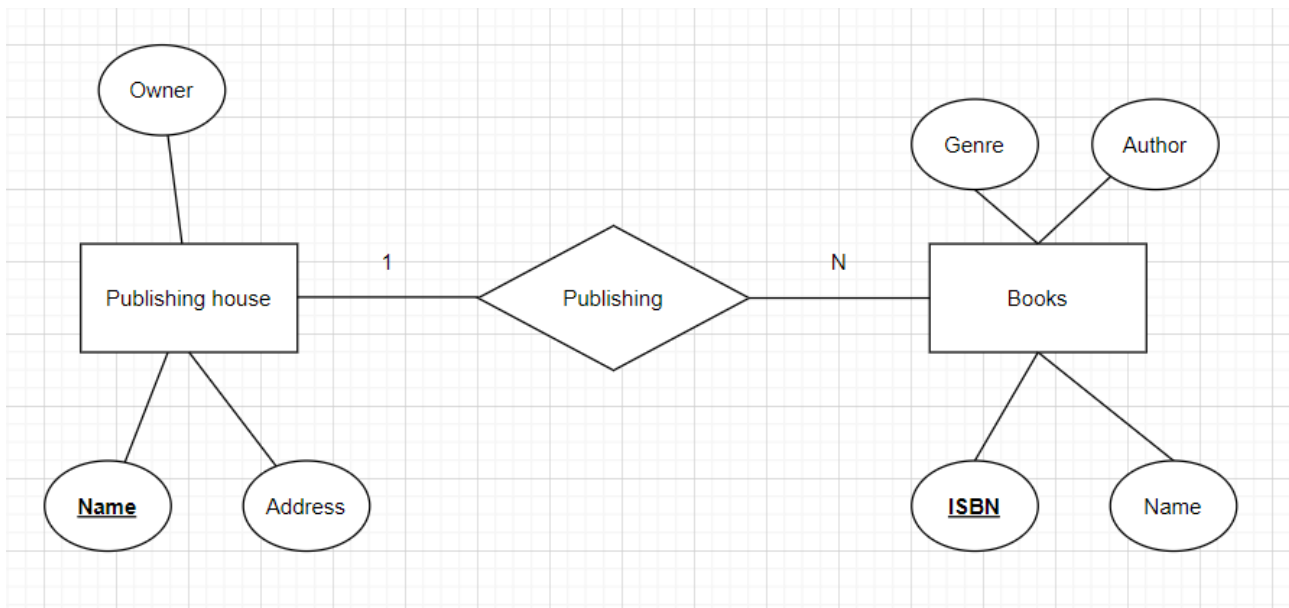 Owner
Genre
Author
Publishing house
1
Publishing
N
Books
Name
Address
ISBN
Name